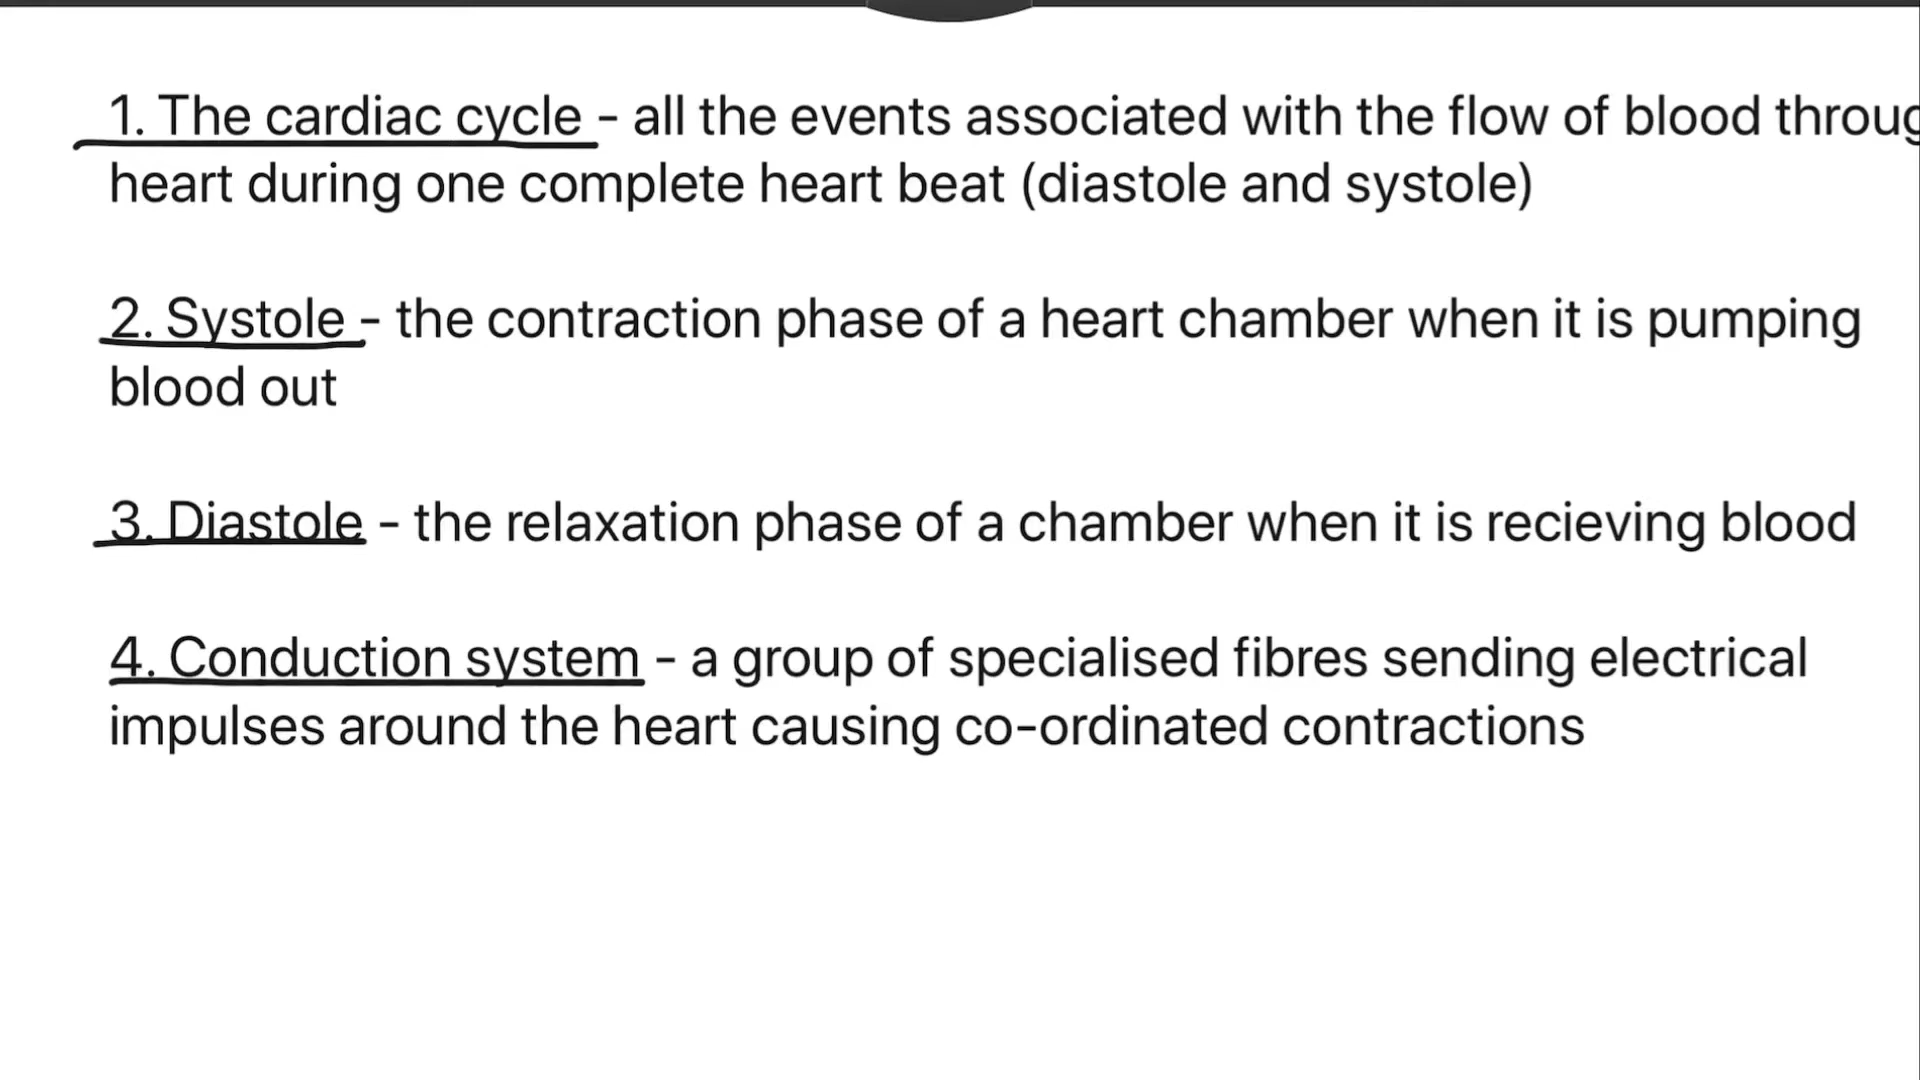 1. The cardiac cycle - all the events associated with the flow of blood throug
heart during one complete heart beat (diastole and systole)
2. Systole - the contraction phase of a heart chamber when it is pumping
blood out
3. Diastole - the relaxation phase of a chamber when it is recieving blood
4. Conduction system - a group of specialised fibres sending electrical
impulses around the heart causing co-ordinated contractions